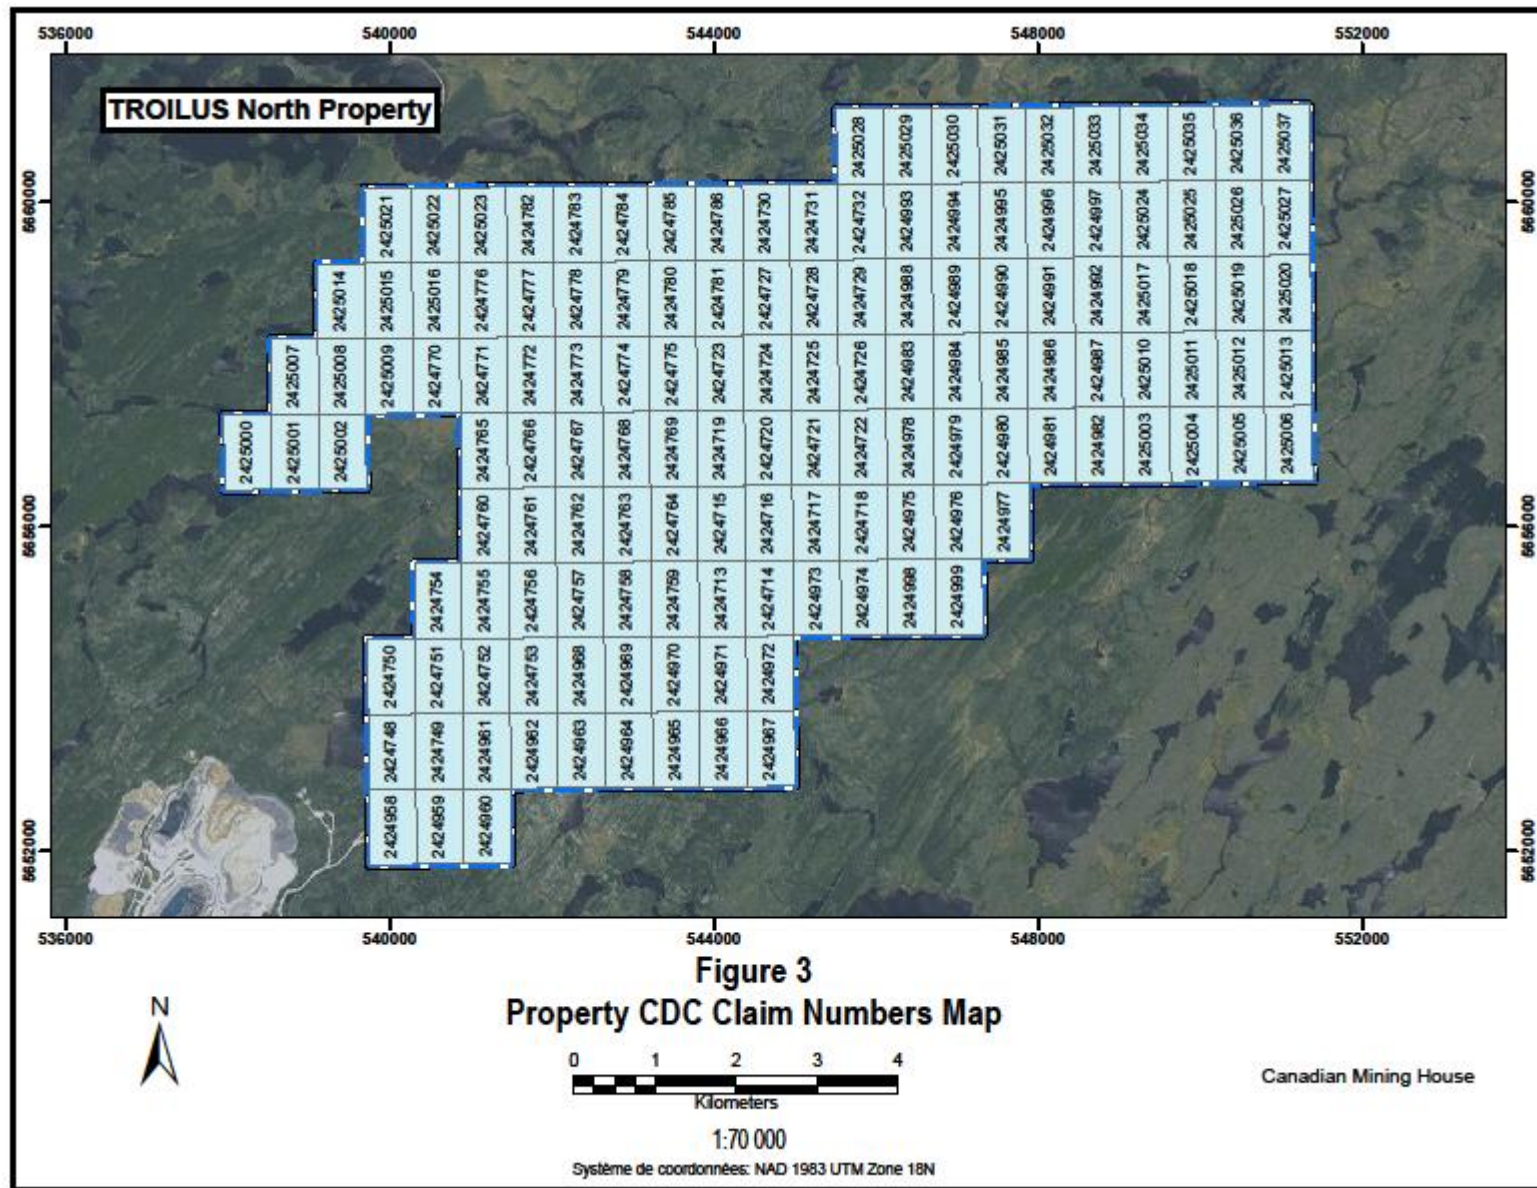 536000 540000 544000 548000 552000
TROILUS North Property
2425028 2425029 2425030 2425031 2425032 2425033 2425034 2425035 2425036 2425037
5660000 5660000
2425021 2425022 2425023 2424782 2424783 2424784 2424785 2424786 2424730 2424731 2424732 2424993 2424994 2424995 2424996 2424997 2425024 2425025 2425026 2425027
2425014 2425015 2425016 2424776 2424777 2424778 2424779 2424780 2424781 2424727 2424728 2424729 2424988 2424989 2424990 2424991 2424992 2425017 2425018 2425019 2425020
2425007 2425008 2425009 2424770 2424771 2424772 2424773 2424774 2424775 2424723 2424724 2424725 2424726 2424983 2424984 2424985 2424986 2424987 2425010 2425011 2425012 2425013
2425000 2425001 2425002 2424765 2424766 2424767 2424768 2424769 2424719 2424720 2424721 2424722 2424978 2424979 2424980 2424981 2424982 2425003 2425004 2425005 2425006
5656000 5656000
2424760 2424761 2424762 2424763 2424764 2424715 2424716 2424717 2424718 2424975 2424976 2424977
2424754 2424755 2424756 2424757 2424758 2424759 2424713 2424714 2424973 2424974 2424998 2424999
2424750 2424751 2424752 2424753 2424968 2424969 2424970 2424971 2424972
2424748 2424749 2424961 2424962 2424963 2424964 2424965 2424966 2424967
2424958 2424959 2424960
5652000 5652000
536000 540000 544000 548000 552000
Figure 3
Property CDC Claim Numbers Map
N
0 1 2 3 4
Kilometers
Canadian Mining House
1:70 000
Système de coordonnées: NAD 1983 UTM Zone 18N